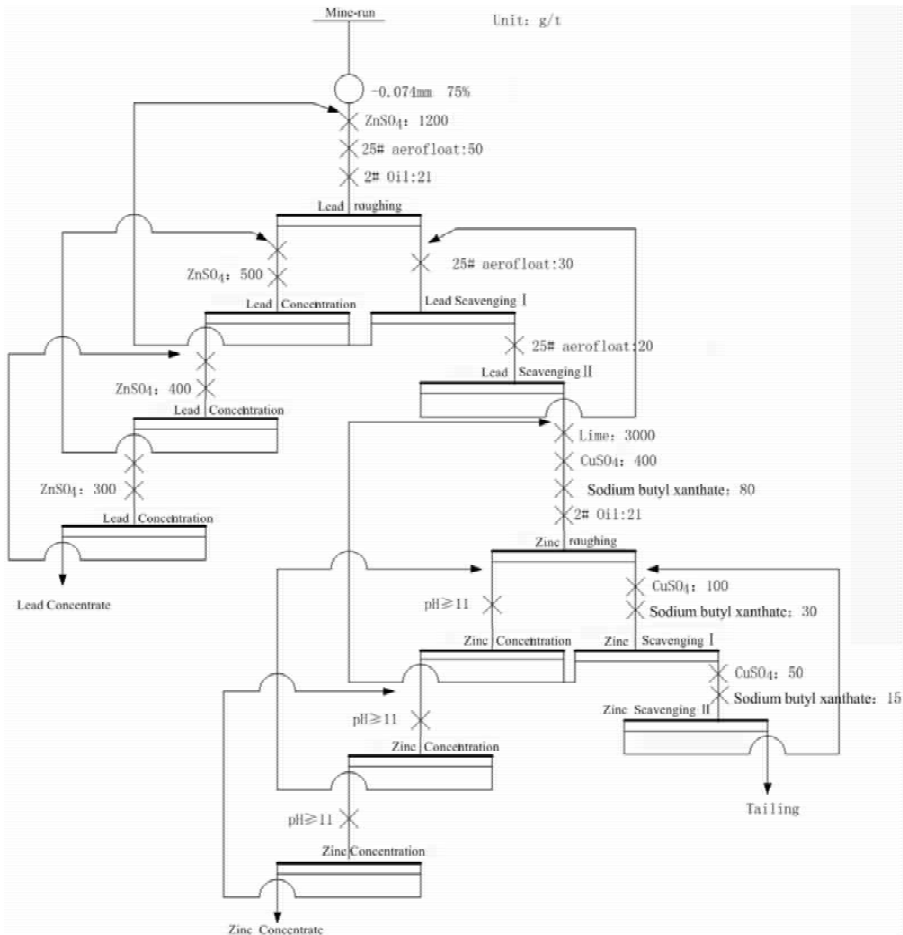 Mine-run
Unit: g/t
-0.074mm 75%
ZnSO4: 1200
25# aerofloat:50
2# Oil:21
Lead roughing
ZnSO4: 500
25# aerofloat:30
Lead Concentration
Lead Scavenging I
25# aerofloat:20
Lead Scavenging II
ZnSO4: 400
Lead Concentration
Lime: 3000
CuSO4: 400
ZnSO4: 300
Sodium butyl xanthate: 80
2# Oil:21
Lead Concentration
Zinc roughing
CuSO4: 100
Lead Concentrate
pH≥11
Sodium butyl xanthate: 30
Zinc Concentration
Zinc Scavenging I
CuSO4: 50
Sodium butyl xanthate: 15
Zinc Scavenging II
pH≥11
Zinc Concentration
Tailing
pH≥11
Zinc Concentration
Zinc Concentrate